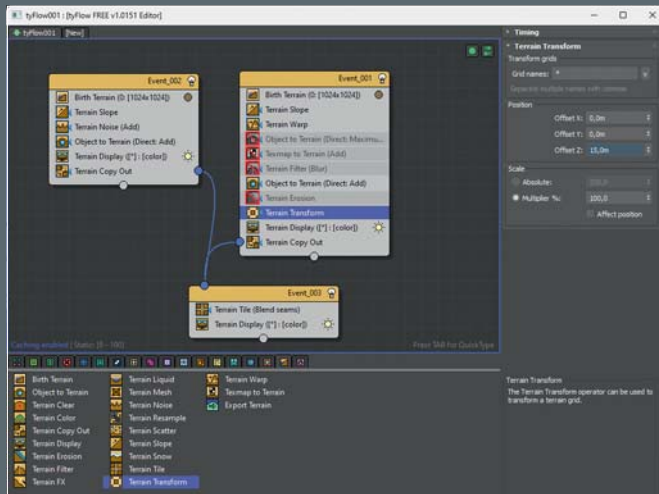 tyFlow001 : [tyFlow FREE v1.0151 Editor]
tyFlow001 [New]
Event_002
Birth Terrain (0: [1024x1024])
Terrain Slope
Terrain Noise (Add)
Object to Terrain (Direct: Add)
Terrain Display ([*] : [color])
Terrain Copy Out
Event_001
Birth Terrain (0: [1024x1024])
Terrain Slope
Terrain Warp
Object to Terrain (Direct: Maximu...
Texmap to Terrain (Add)
Terrain Filter (Blur)
Object to Terrain (Direct: Add)
Terrain Erosion
Terrain Transform
Terrain Display ([*] : [color])
Terrain Copy Out
Event_003
Terrain Tile (Blend seams)
Terrain Display ([*] : [color])
Caching enabled | Static: [0 - 100]
Press TAB for QuickType
Timing
Terrain Transform
Transform grids
Grid names: *
Separate multiple names with commas
Position
Offset X: 0,0m
Offset Y: 0,0m
Offset Z: 15,0m
Scale
Absolute: 100,0
Multiplier %: 100,0
Affect position
Birth Terrain
Object to Terrain
Terrain Clear
Terrain Color
Terrain Copy Out
Terrain Display
Terrain Erosion
Terrain Filter
Terrain FX
Terrain Liquid
Terrain Mesh
Terrain Noise
Terrain Resample
Terrain Scatter
Terrain Slope
Terrain Snow
Terrain Tile
Terrain Transform
Terrain Warp
Texmap to Terrain
Export Terrain
Terrain Transform
The Terrain Transform operator can be used to
transform a terrain grid.